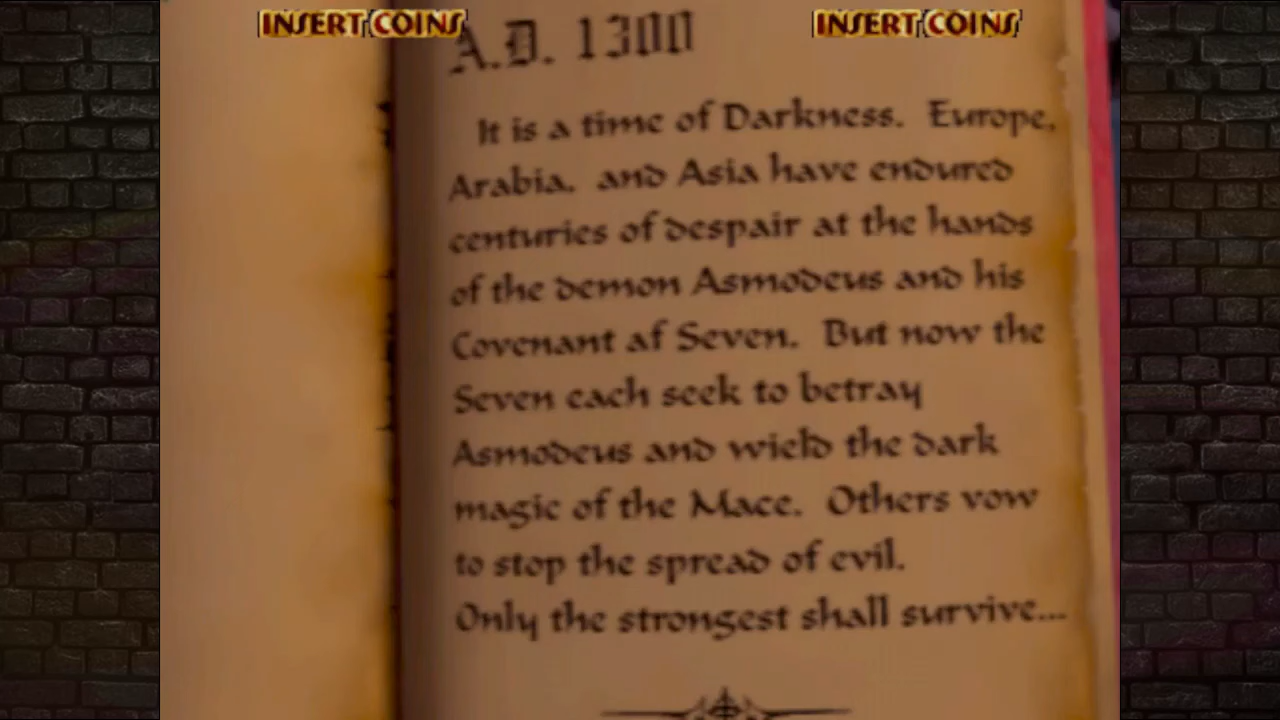 INSERT COINS INSERT COINS
A.D. 1300
It is a time of Darkness. Europe,
Arabia, and Asia have endured
centuries of despair at the hands
of the demon Asmodeus and his
Covenant af Seven. But now the
Seven each seek to betray
Asmodeus and wield the dark
magic of the Mace. Others vow
to stop the spread of evil.
Only the strongest shall survive...